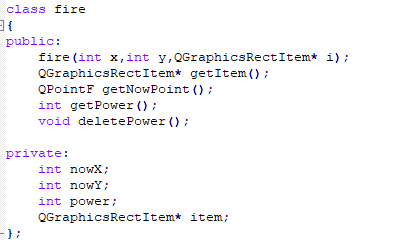 class fire
{
public:
    fire(int x,int y,QGraphicsRectItem* i);
    QGraphicsRectItem* getItem();
    QPointF getNowPoint();
    int getPower();
    void deletePower();

private:
    int nowX;
    int nowY;
    int power;
    QGraphicsRectItem* item;
};